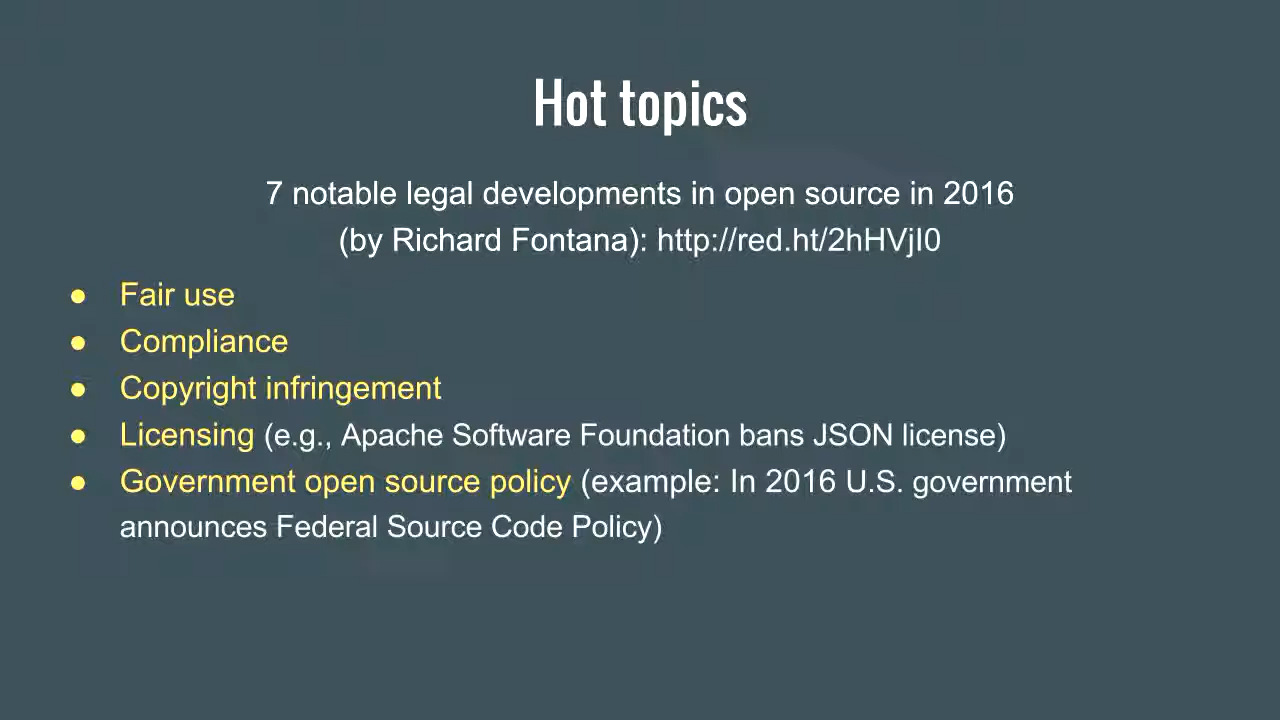 Hot topics
7 notable legal developments in open source in 2016
(by Richard Fontana): http://red.ht/2hHVjI0
● Fair use
● Compliance
● Copyright infringement
● Licensing (e.g., Apache Software Foundation bans JSON license)
● Government open source policy (example: In 2016 U.S. government
announces Federal Source Code Policy)